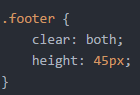 .footer {
    clear: both;
    height: 45px;
}